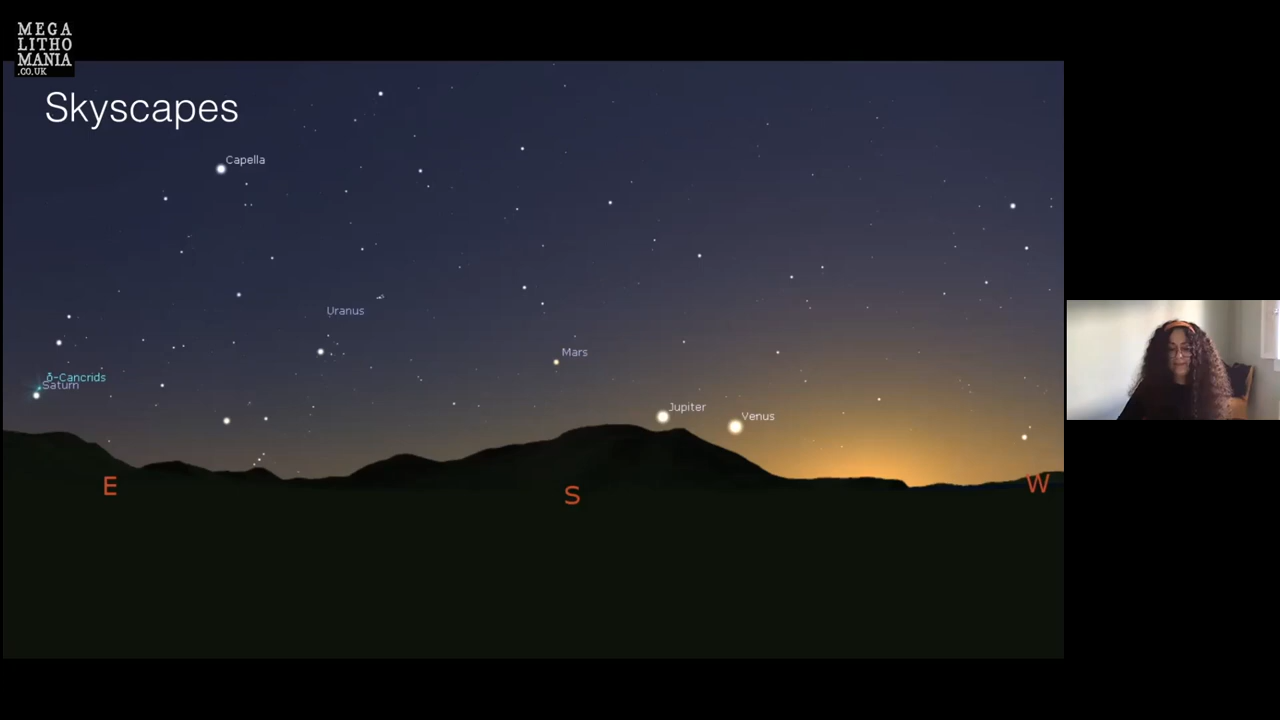 MEGA
LITHO
MANIA
.CO.UK
Skyscapes
Capella
Uranus
Mars
δ-Cancrids
Saturn
Jupiter
Venus
E
S
W